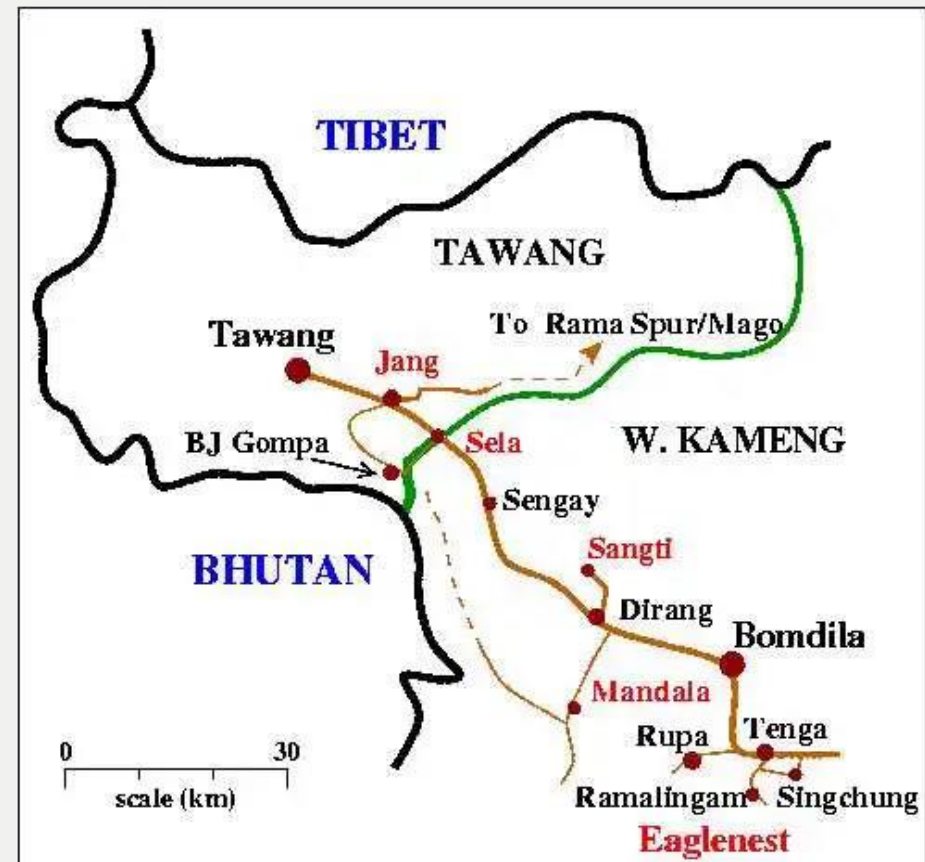 TIBET
TAWANG
To Rama Spur/Mago
Tawang
Jang
BJ Gompa
Sela
W. KAMENG
Sengay
Sangti
BHUTAN
Dirang
Bomdila
Mandala
Rupa
Tenga
0 30
scale (km)
Ramalingam
Singchung
Eaglenest